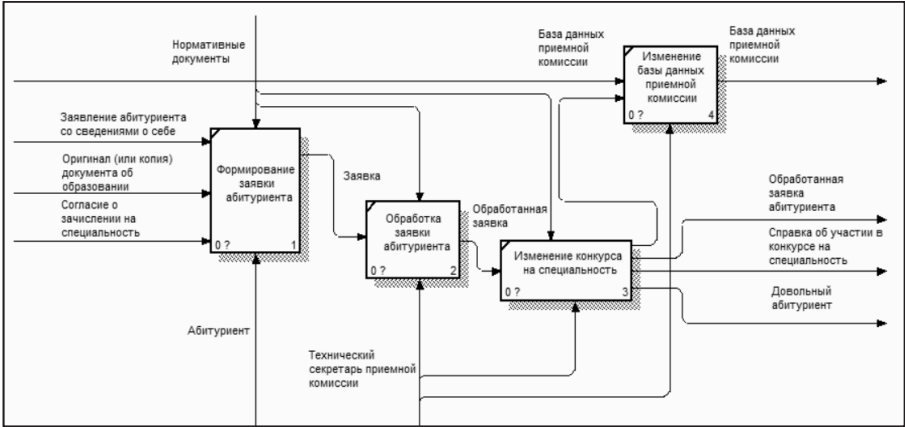 Нормативные
документы
База данных
приемной
комиссии
База данных
приемной
комиссии
Изменение
базы данных
приемной
комиссии
0 ?
4
Заявление абитуриента
со сведениями о себе
Оригинал (или копия)
документа об
образовании
Согласие о
зачислении на
специальность
Формирование
заявки
абитуриента
0 ?
1
Заявка
Обработка
заявки
абитуриента
0 ?
2
Обработанная
заявка
Изменение конкурса
на специальность
0 ?
3
Обработанная
заявка
абитуриента
Справка об участии в
конкурсе на
специальность
Довольный
абитуриент
Абитуриент
Технический
секретарь приемной
комиссии